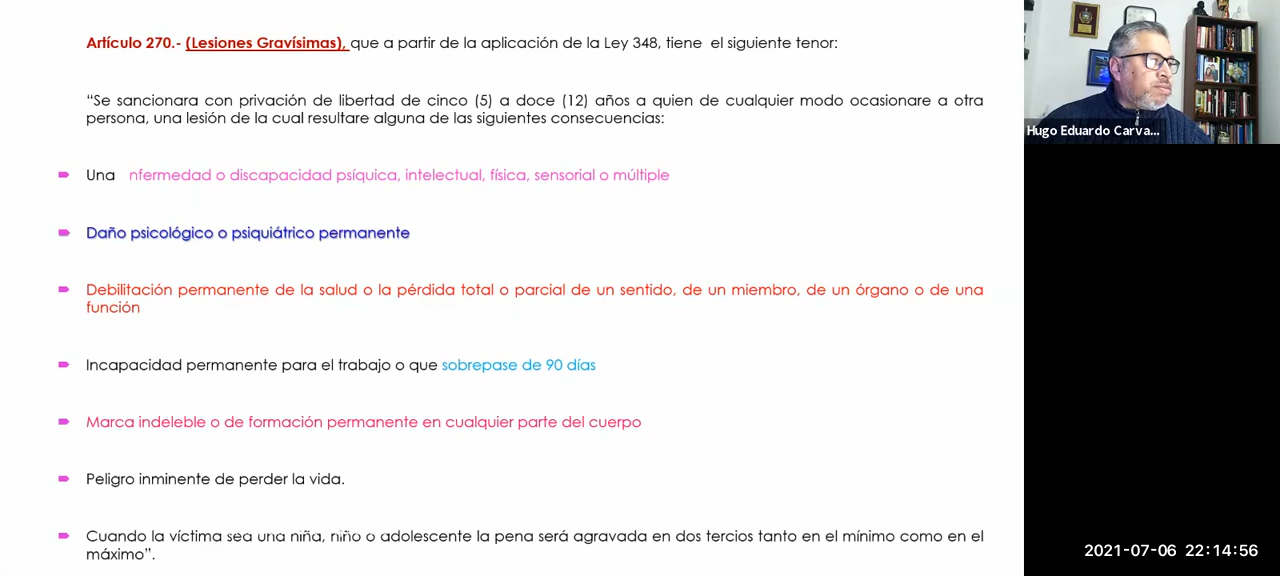 Artículo 270.- (Lesiones Gravísimas), que a partir de la aplicación de la Ley 348, tiene el siguiente tenor:
“Se sancionara con privación de libertad de cinco (5) a doce (12) años a quien de cualquier modo ocasionare a otra
persona, una lesión de la cual resultare alguna de las siguientes consecuencias:
Una nfermedad o discapacidad psíquica, intelectual, física, sensorial o múltiple
Daño psicológico o psiquiátrico permanente
Debilitación permanente de la salud o la pérdida total o parcial de un sentido, de un miembro, de un órgano o de una
función
Incapacidad permanente para el trabajo o que sobrepase de 90 días
Marca indeleble o de formación permanente en cualquier parte del cuerpo
Peligro inminente de perder la vida.
Cuando la víctima sea una niña, niño o adolescente la pena será agravada en dos tercios tanto en el mínimo como en el
máximo”.
Hugo Eduardo Carva...
2021-07-06 22:14:56